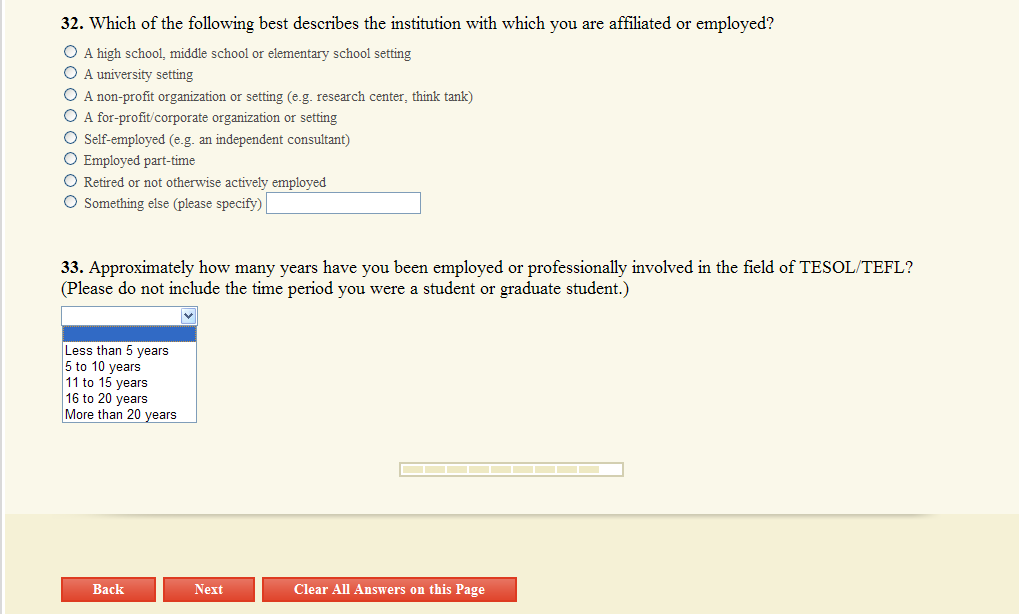 32. Which of the following best describes the institution with which you are affiliated or employed?
A high school, middle school or elementary school setting
A university setting
A non-profit organization or setting (e.g. research center, think tank)
A for-profit/corporate organization or setting
Self-employed (e.g. an independent consultant)
Employed part-time
Retired or not otherwise actively employed
Something else (please specify)
33. Approximately how many years have you been employed or professionally involved in the field of TESOL/TEFL?
(Please do not include the time period you were a student or graduate student.)
Less than 5 years
5 to 10 years
11 to 15 years
16 to 20 years
More than 20 years
Back Next Clear All Answers on this Page